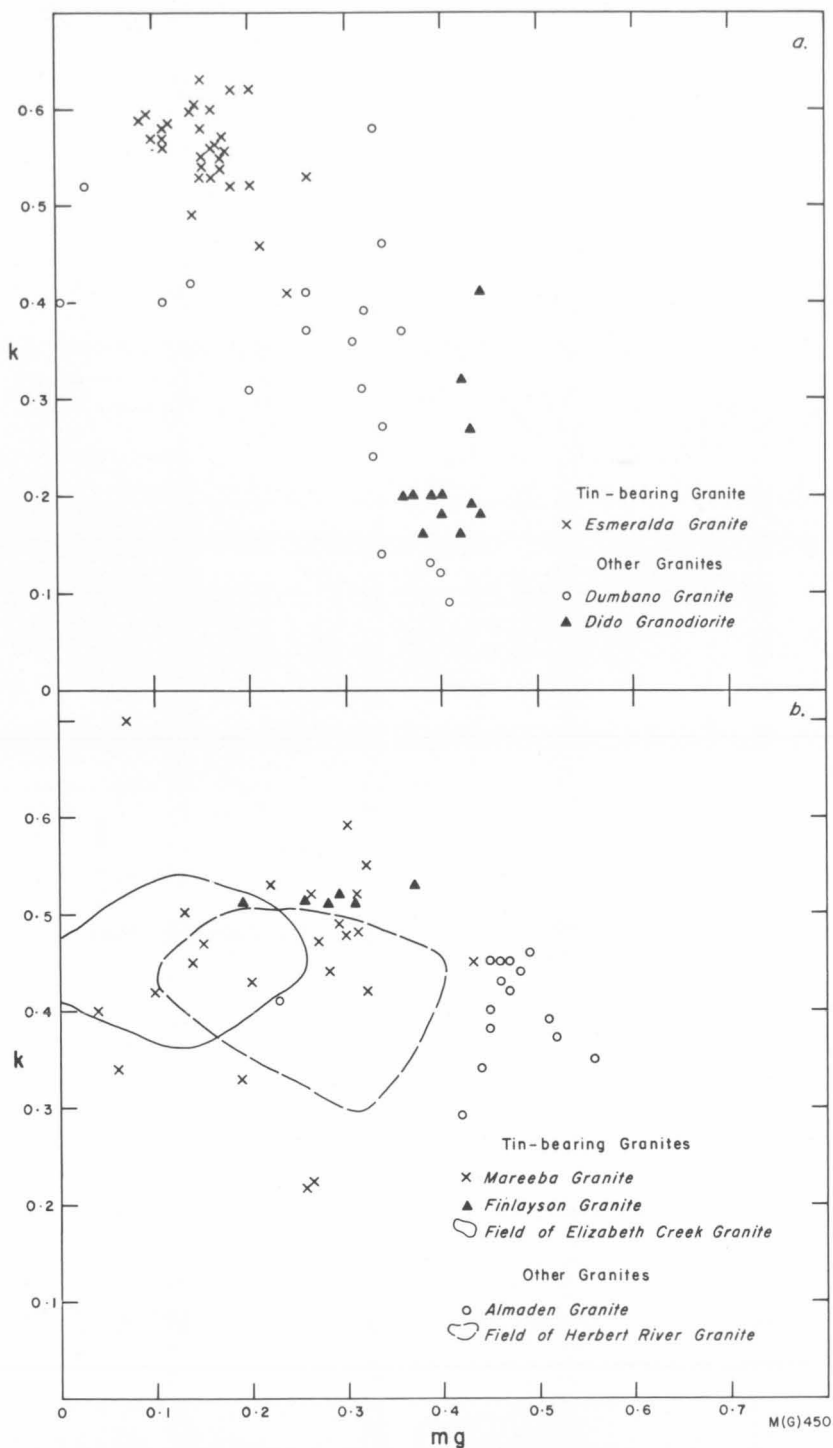 a.
0·6
0·5
0·4
k
0·3
0·2
0·1
0
Tin-bearing Granite
× Esmeralda Granite
Other Granites
○ Dumbano Granite
▲ Dido Granodiorite
b.
0·6
0·5
0·4
k
0·3
0·2
0·1
Tin-bearing Granites
× Mareeba Granite
▲ Finlayson Granite
Field of Elizabeth Creek Granite
Other Granites
○ Almaden Granite
Field of Herbert River Granite
0 0·1 0·2 0·3 0·4 0·5 0·6 0·7
mg
M(G)450